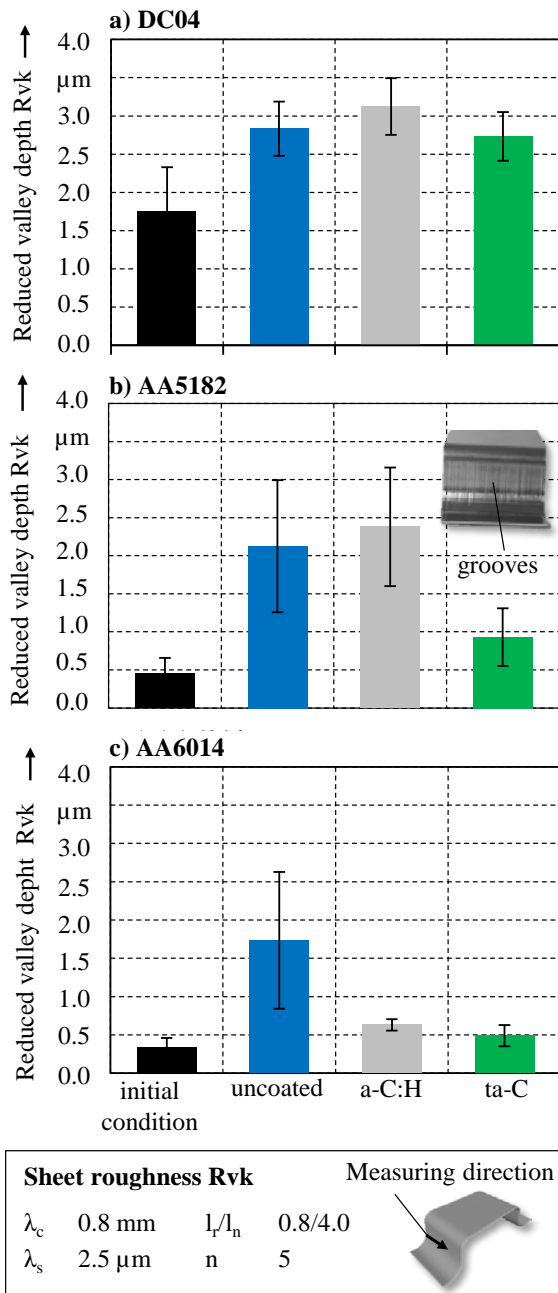 a) DC04
Reduced valley depth Rvk
4.0
µm
3.0
2.5
2.0
1.5
1.0
0.5
0.0
b) AA5182
Reduced valley depth Rvk
4.0
µm
3.0
2.5
2.0
1.5
1.0
0.5
0.0
grooves
c) AA6014
Reduced valley depht Rvk
4.0
µm
3.0
2.5
2.0
1.5
1.0
0.5
0.0
initial
condition
uncoated
a-C:H
ta-C
Sheet roughness Rvk
Measuring direction
λc 0.8 mm lr/ln 0.8/4.0
λs 2.5 µm n 5